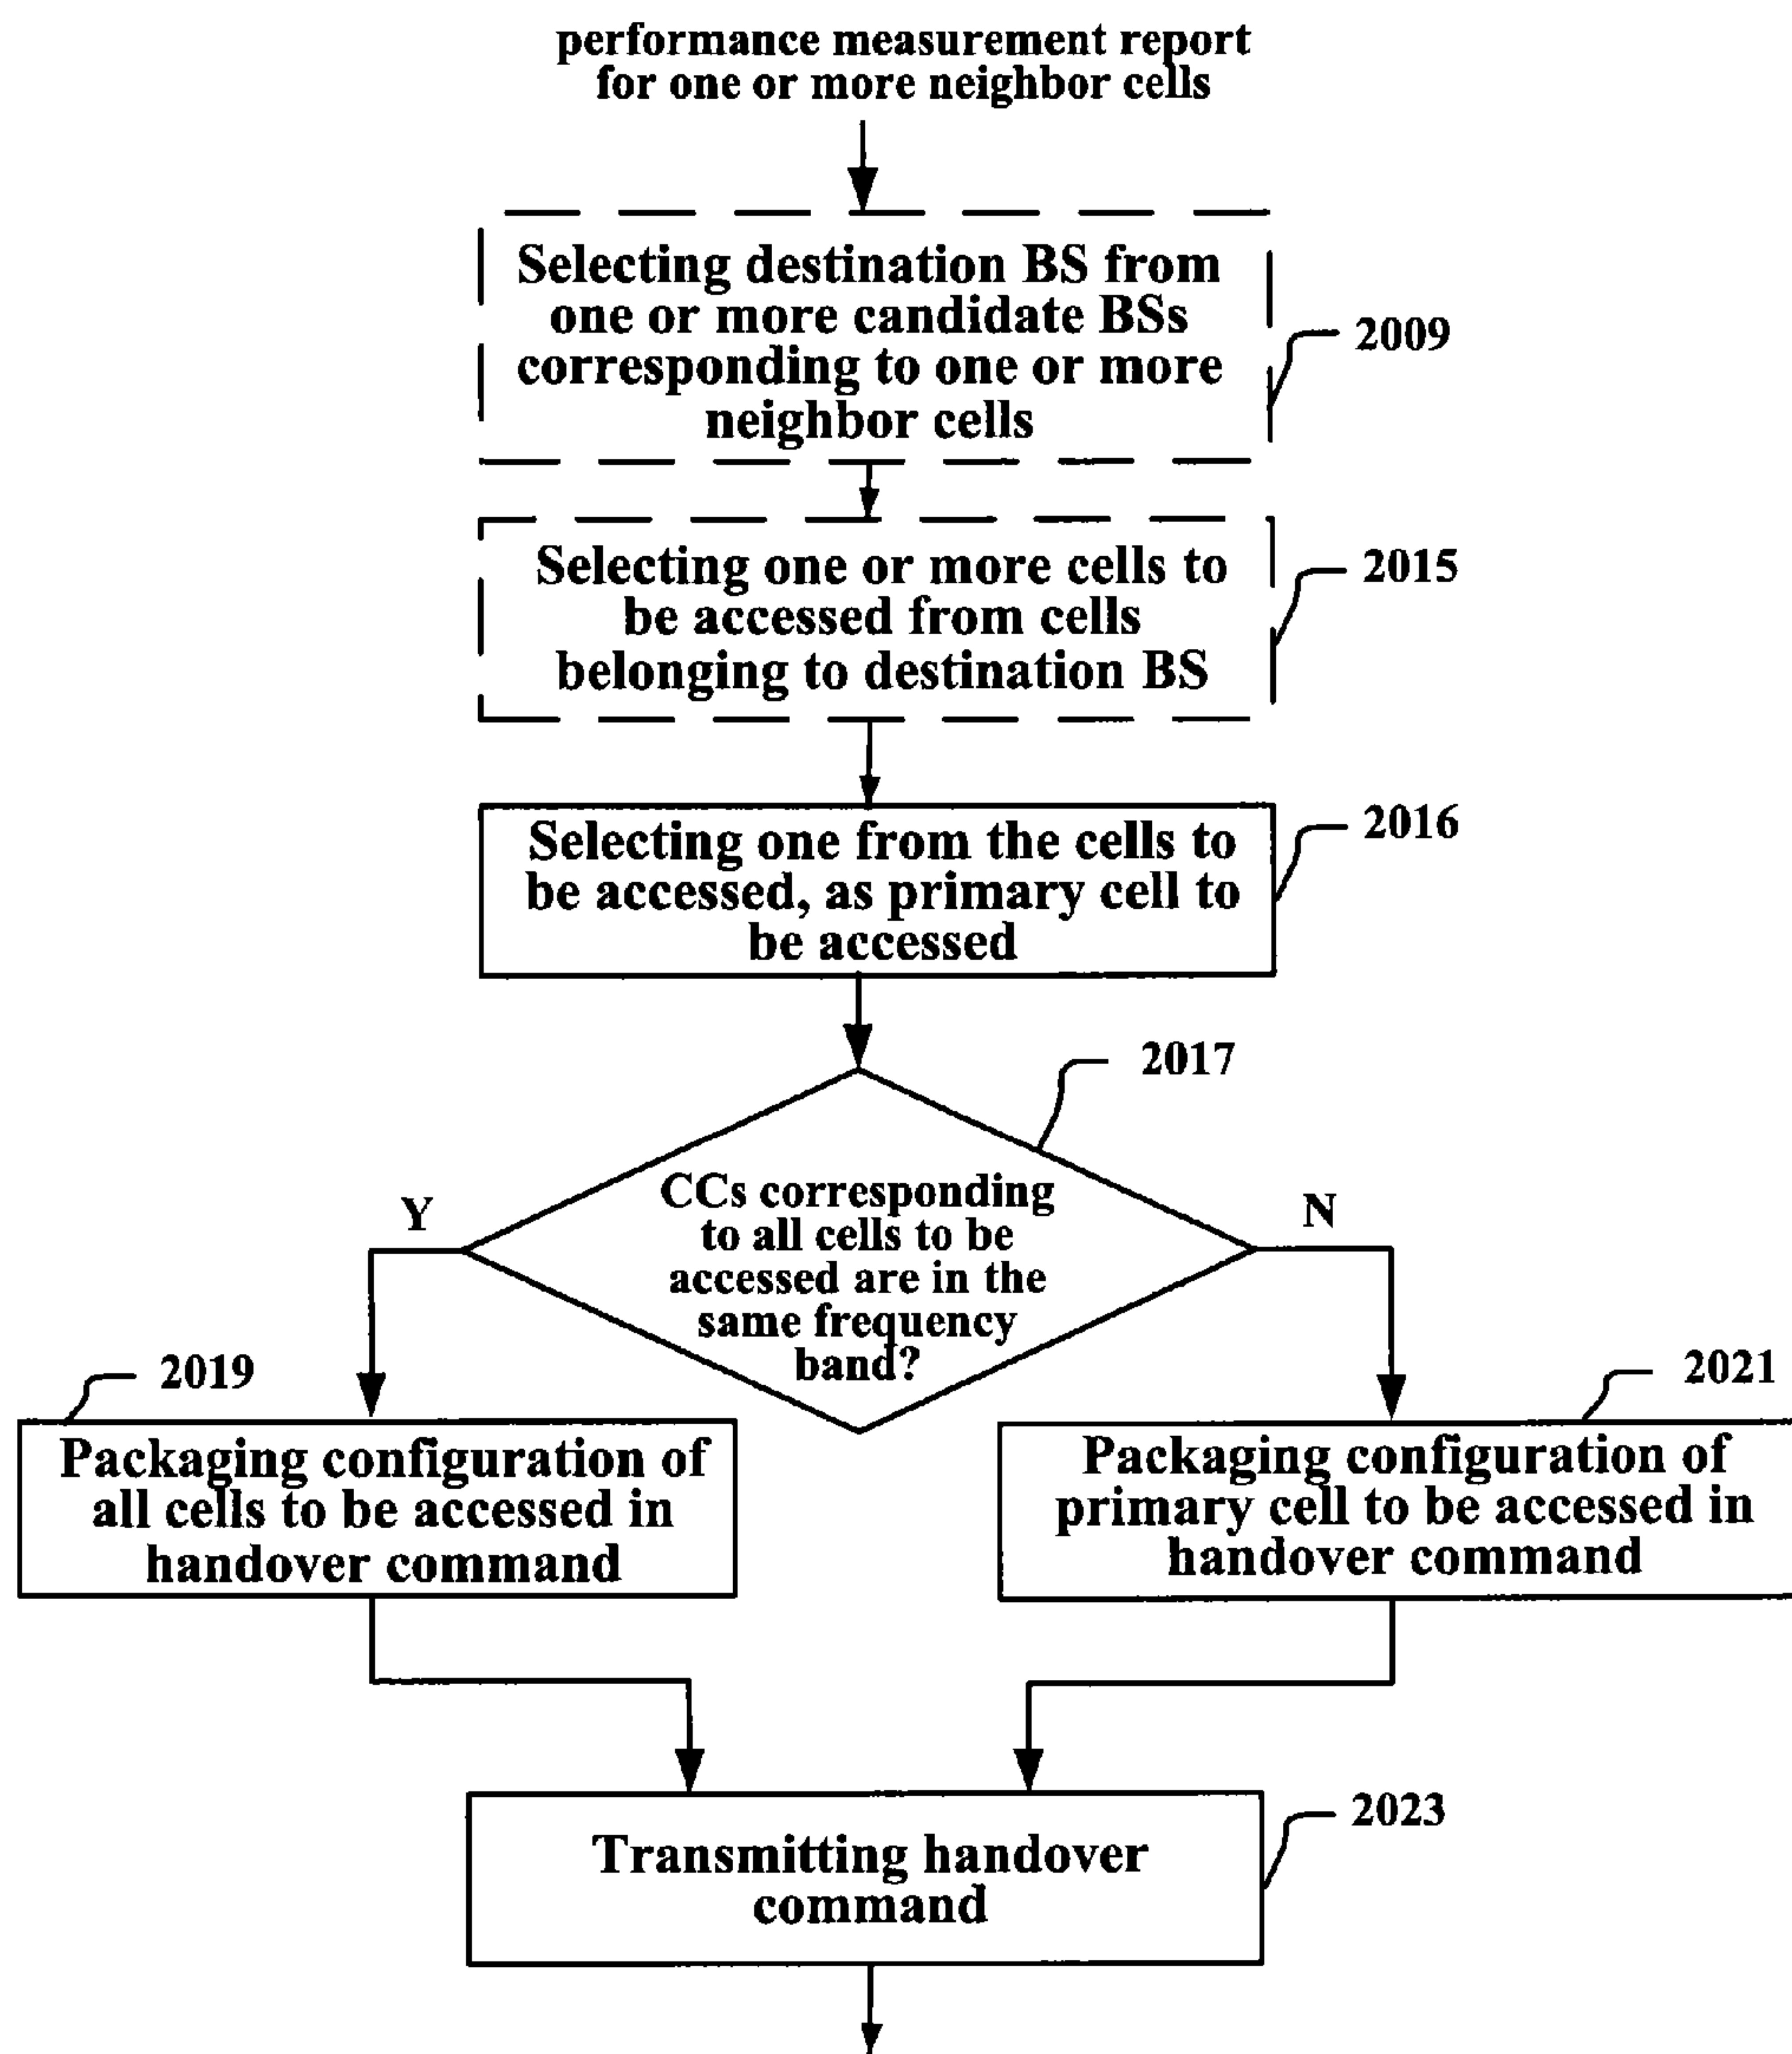 performance measurement report
for one or more neighbor cells
Selecting destination BS from
one or more candidate BSs
corresponding to one or more
neighbor cells
2009
Selecting one or more cells to
be accessed from cells
belonging to destination BS
2015
Selecting one from the cells to
be accessed, as primary cell to
be accessed
2016
2017
CCs corresponding
to all cells to be
accessed are in the
same frequency
band?
Y
N
2019
Packaging configuration of
all cells to be accessed in
handover command
2021
Packaging configuration of
primary cell to be accessed in
handover command
Transmitting handover
command
2023